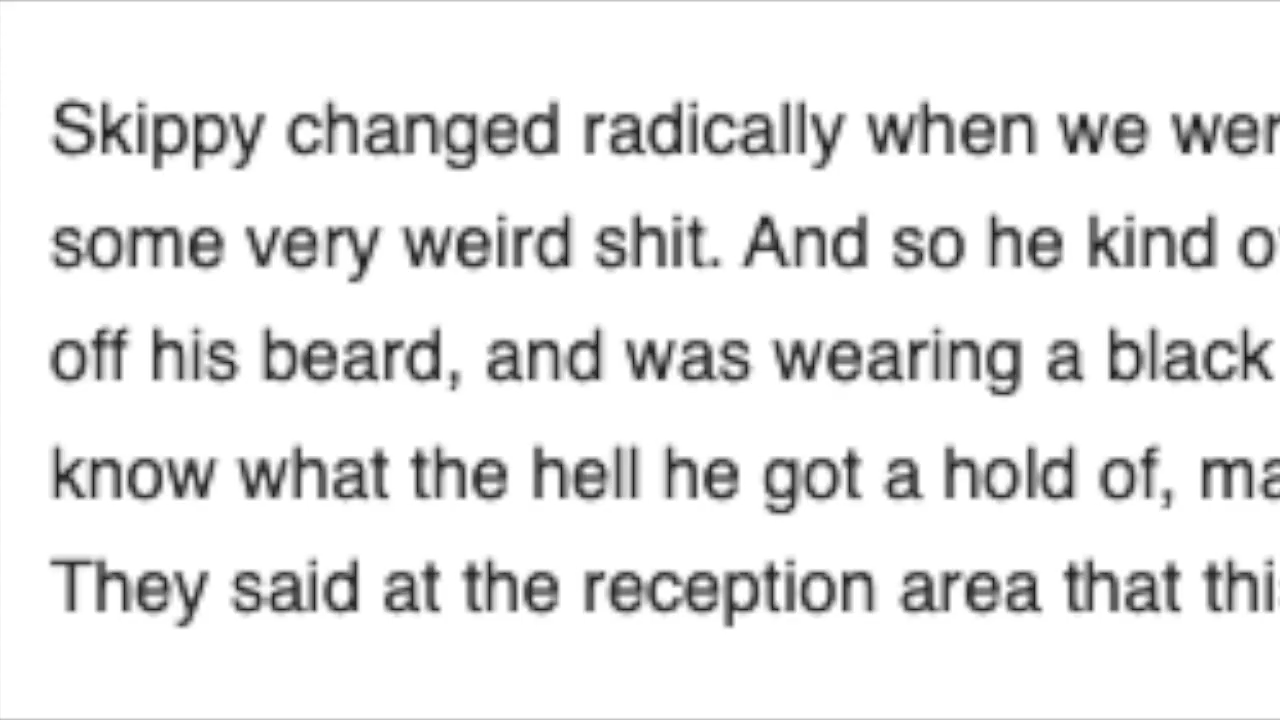 Skippy changed radically when we wer
some very weird shit. And so he kind o
off his beard, and was wearing a black
know what the hell he got a hold of, ma
They said at the reception area that this